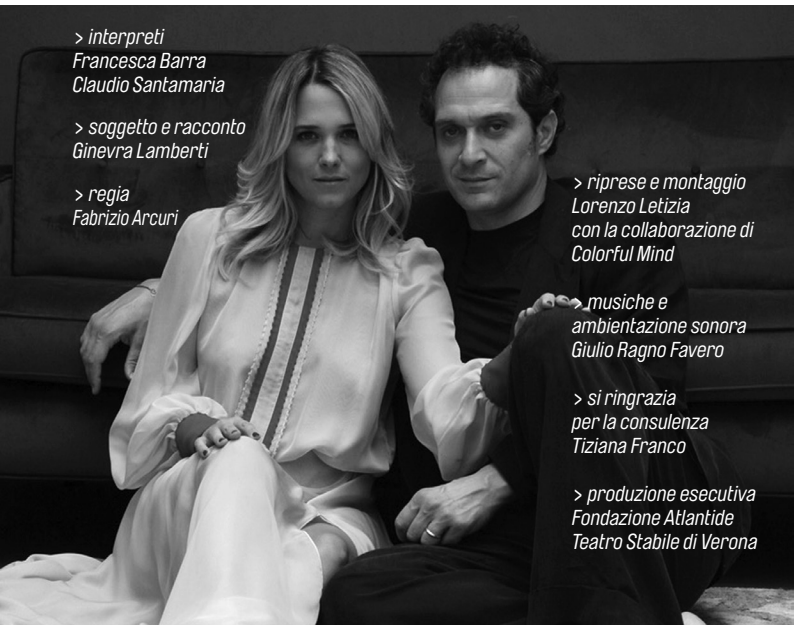 > interpreti
Francesca Barra
Claudio Santamaria
> soggetto e racconto
Ginevra Lamberti
> regia
Fabrizio Arcuri
> riprese e montaggio
Lorenzo Letizia
con la collaborazione di
Colorful Mind
> musiche e
ambientazione sonora
Giulio Ragno Favero
> si ringrazia
per la consulenza
Tiziana Franco
> produzione esecutiva
Fondazione Atlantide
Teatro Stabile di Verona